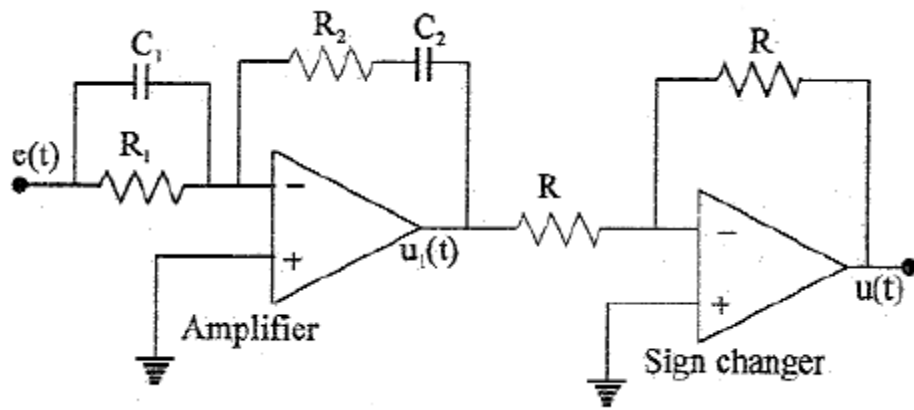 C₁
R₂
C₂
R
e(t)
R₁
−
+
u₁(t)
R
−
+
u(t)
Amplifier
Sign changer